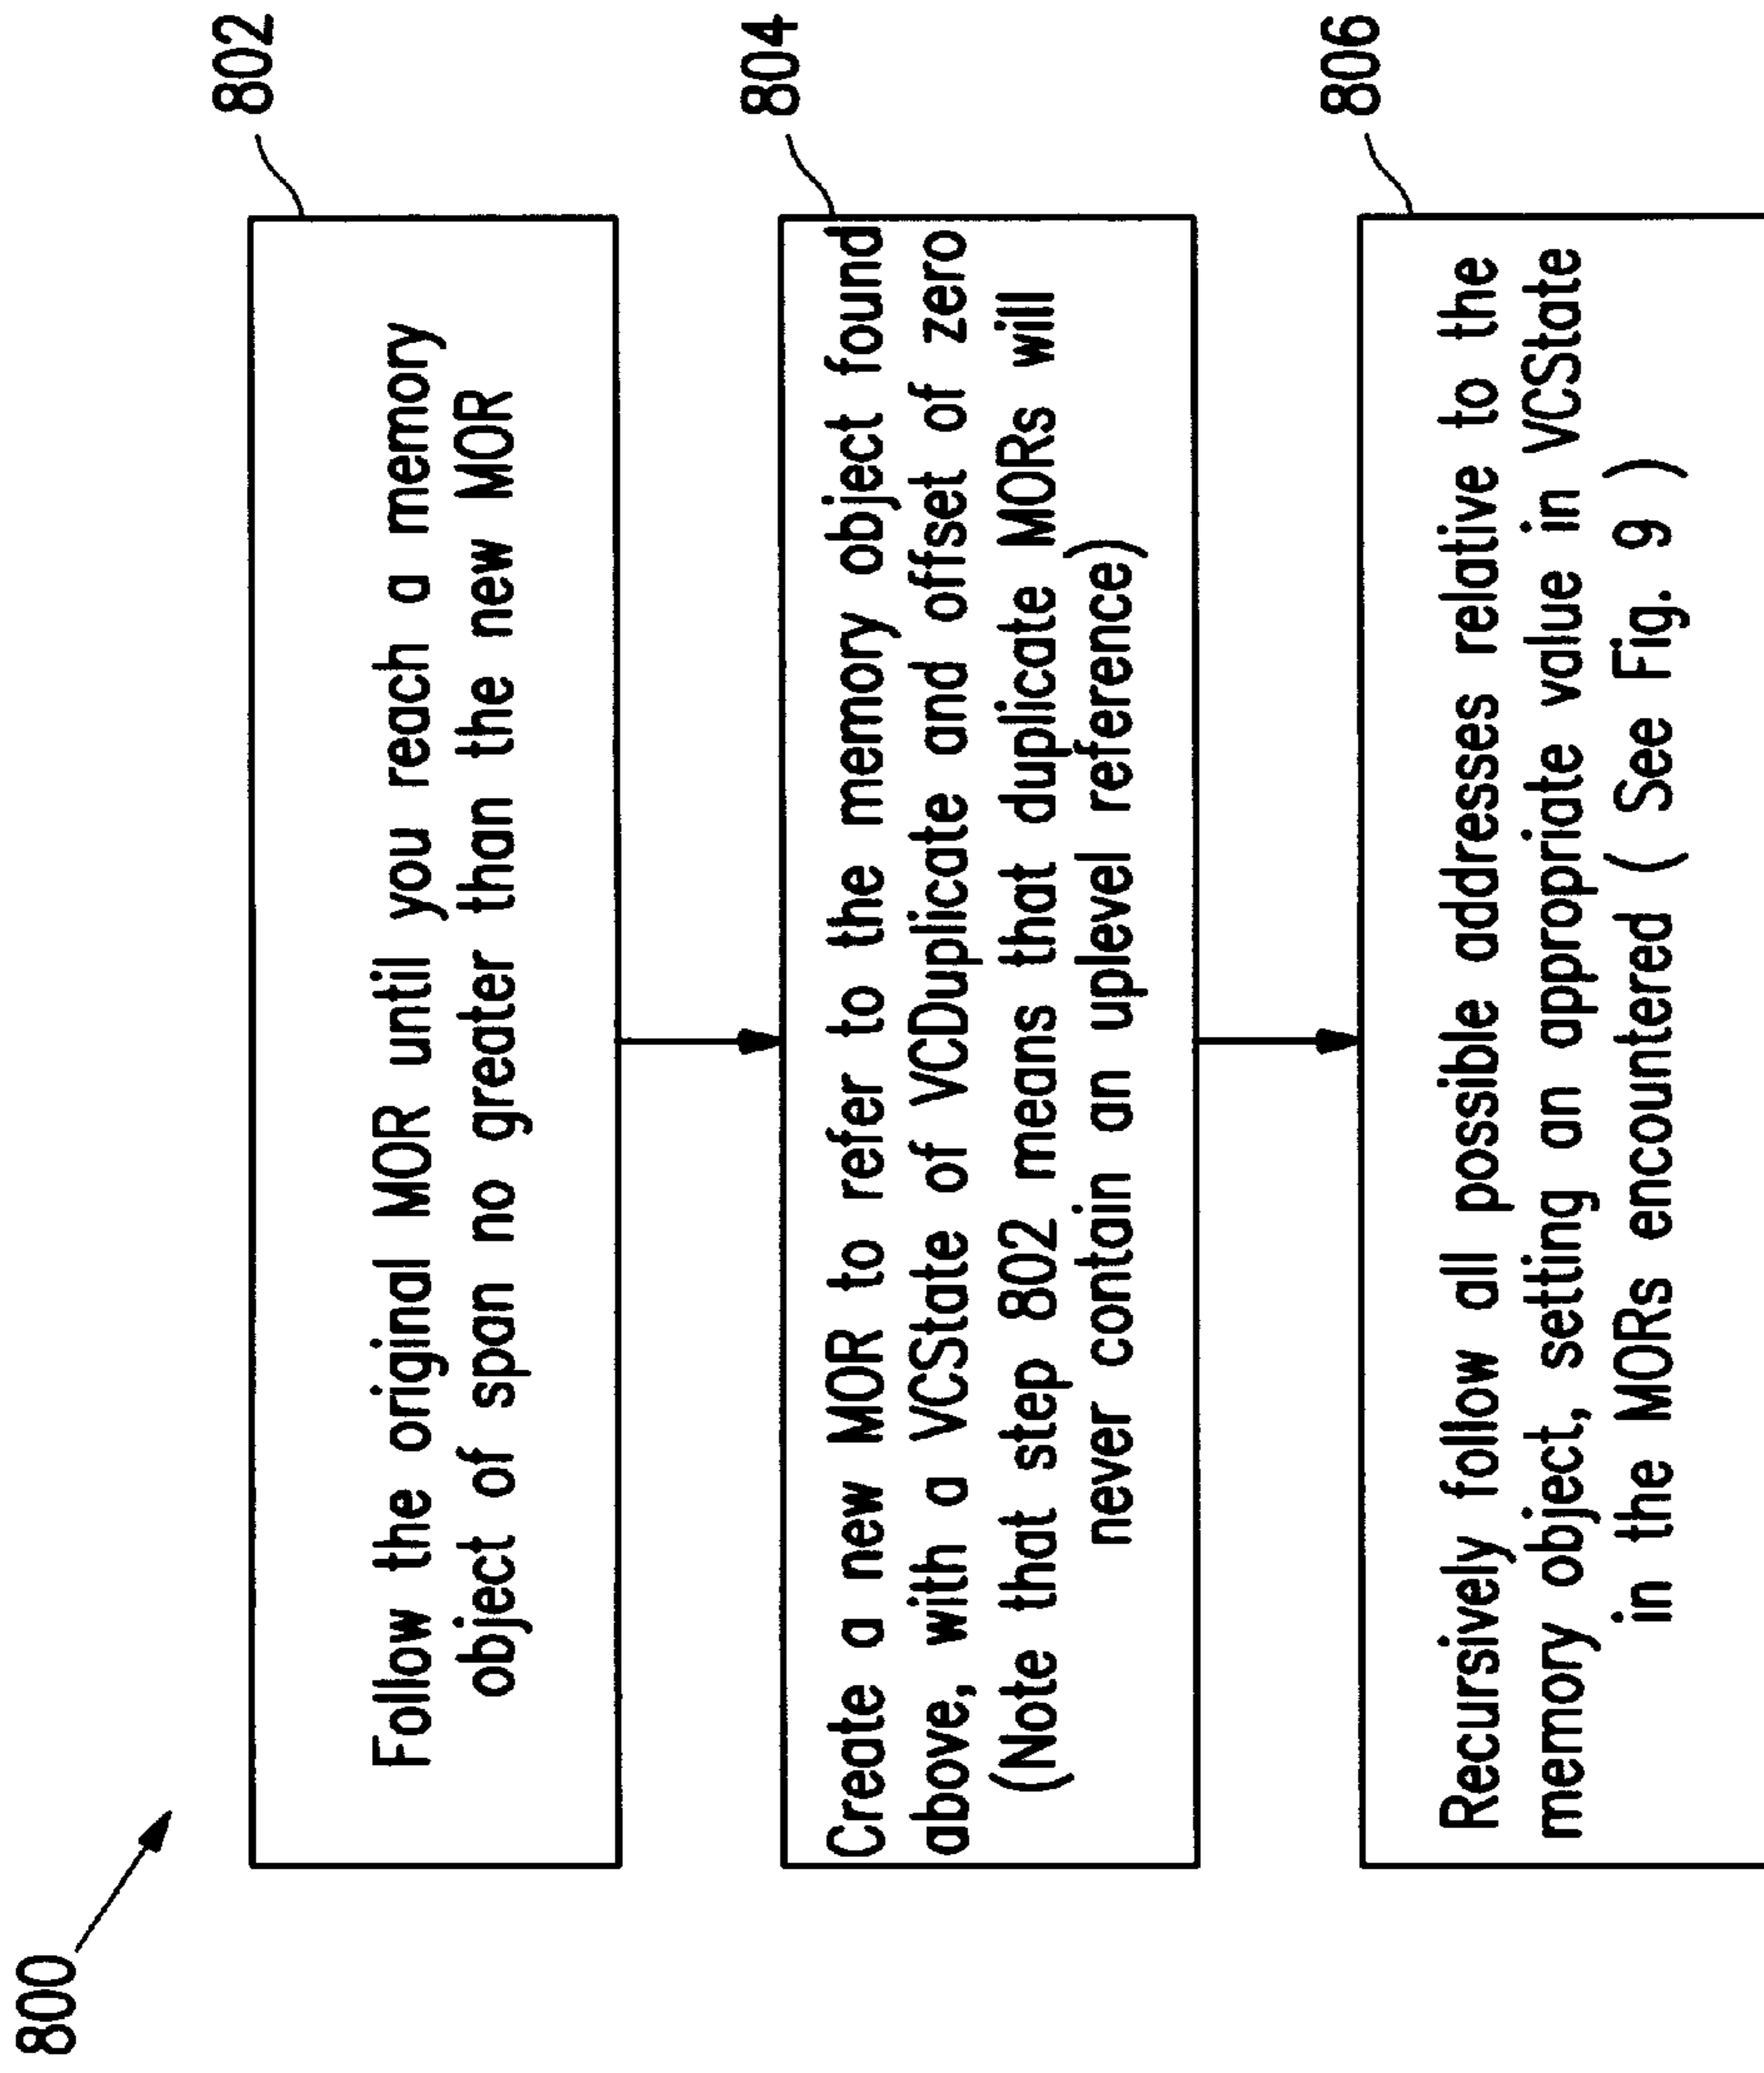 800
802
Follow the original MOR until you reach a memory
object of span no greater than the new MOR
804
Create a new MOR to refer to the memory object found
above, with a VCState of VCDuplicate and offset of zero
(Note that step 802 means that duplicate MORs will
never contain an uplevel reference)
806
Recursively follow all possible addresses relative to the
memory object, setting an appropriate value in VCState
in the MORs encountered ( See Fig. 9 )